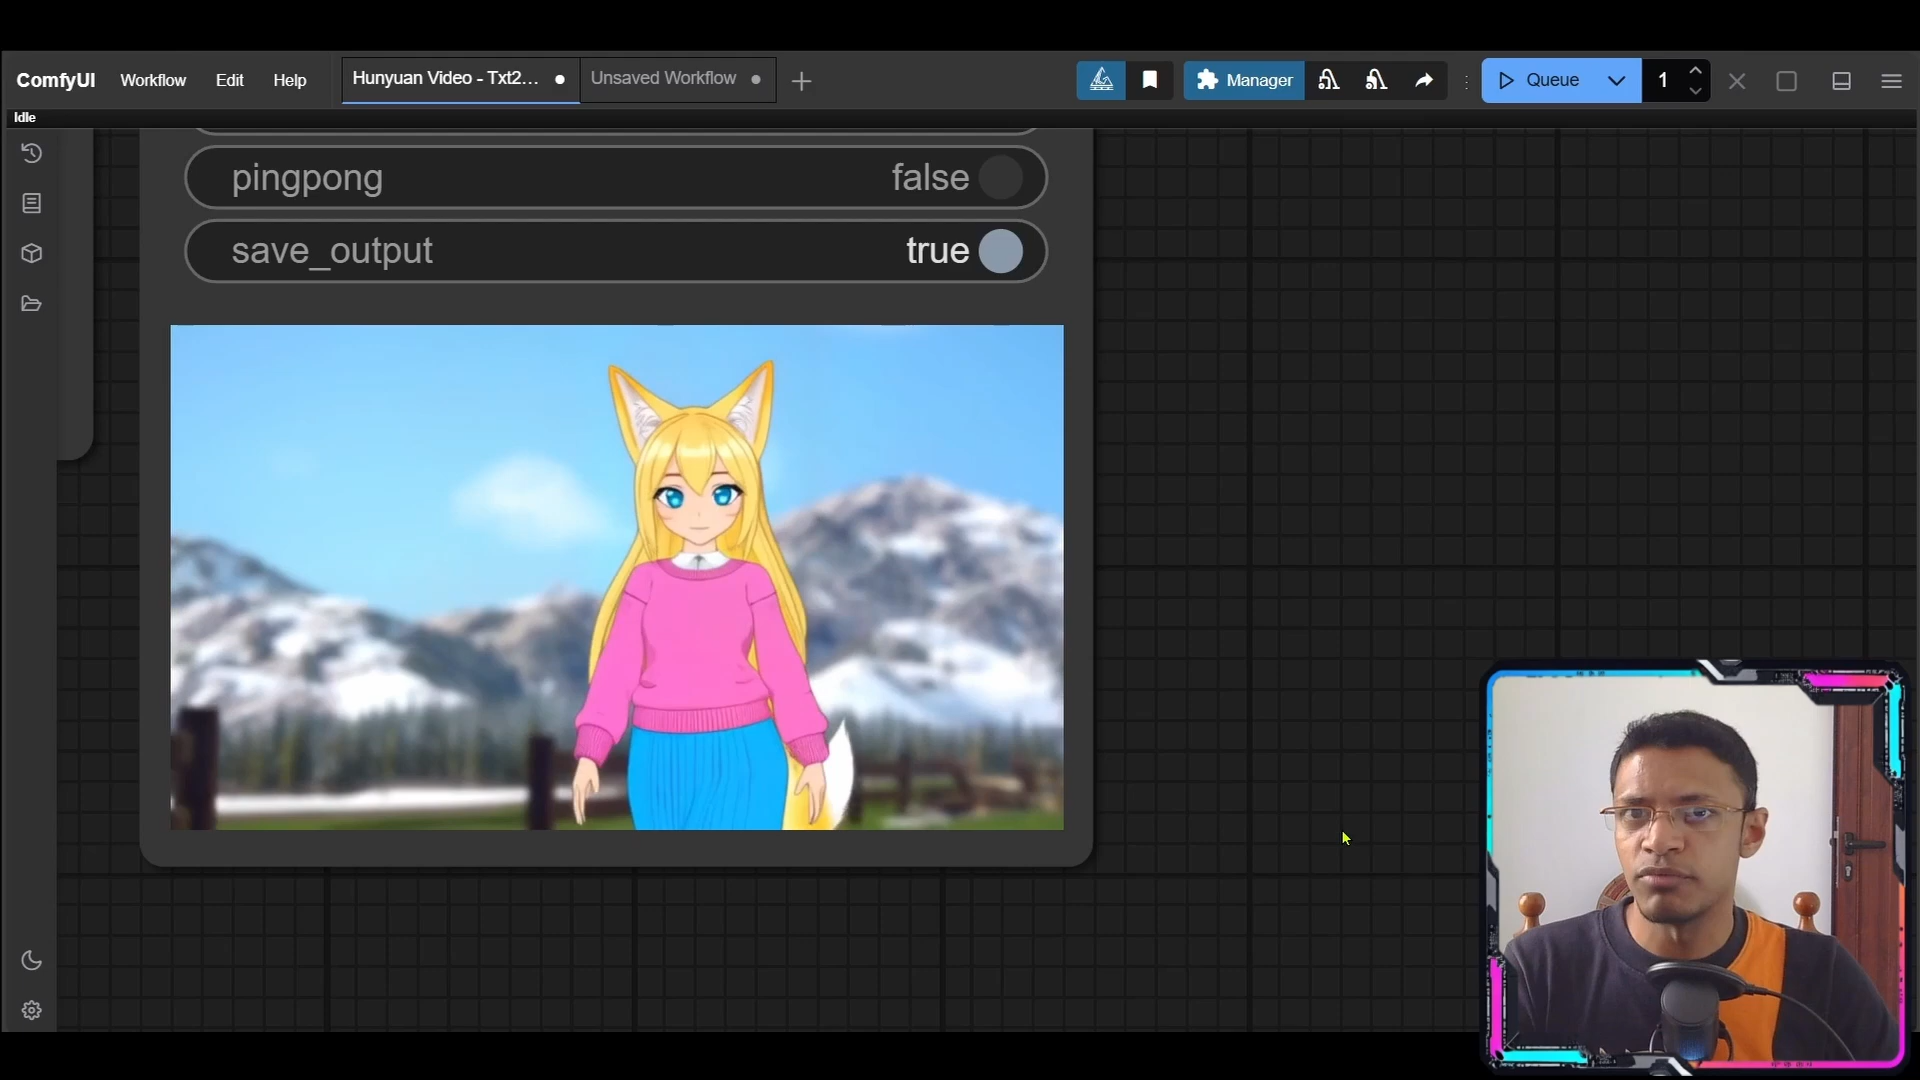 ComfyUI Workflow Edit Help Hunyuan Video - Txt2... Unsaved Workflow Manager Queue 1
Idle
pingpong false
save_output true